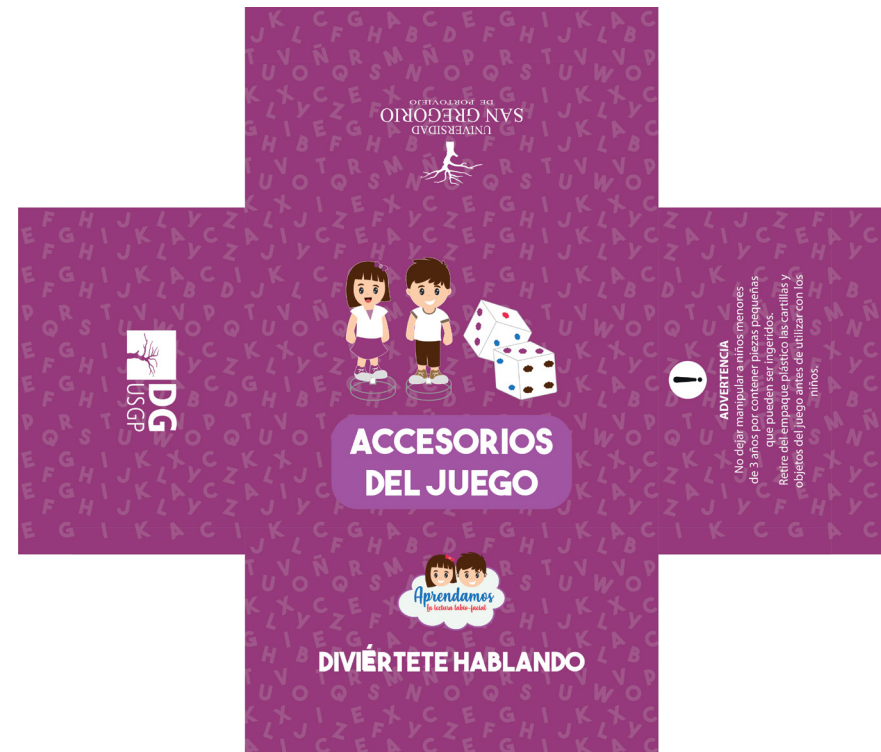 UNIVERSIDAD
SAN GREGORIO
DE PORTOVIEJO
DG
USGP
ACCESORIOS
DEL JUEGO
ADVERTENCIA
No dejar manipular a niños menores
de 3 años por contener piezas pequeñas
que pueden ser ingeridos.
Retire del empaque plástico las cartillas y
objetos del juego antes de utilizar con los
niños.
Aprendamos
la lectura labio-facial
DIVIÉRTETE HABLANDO